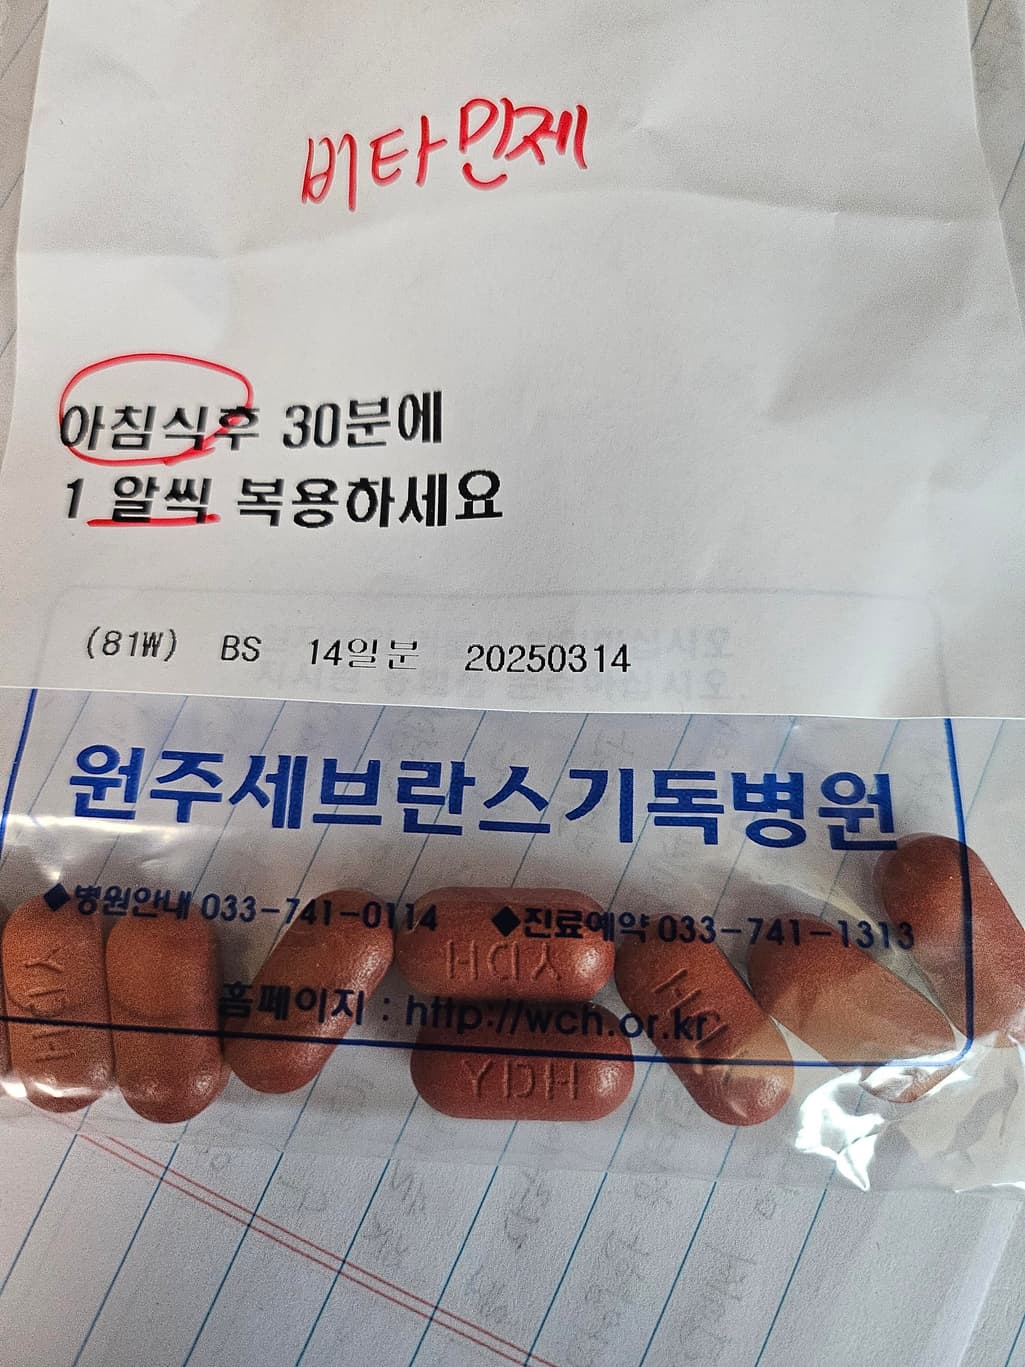 비타민제
아침식후 30분에
1 알씩 복용하세요
(81W) BS 14일분 20250314
원주세브란스기독병원
◆병원안내 033-741-0114 ◆진료예약 033-741-1313
홈페이지 : http://wch.or.kr
YDH
YDH
YDH